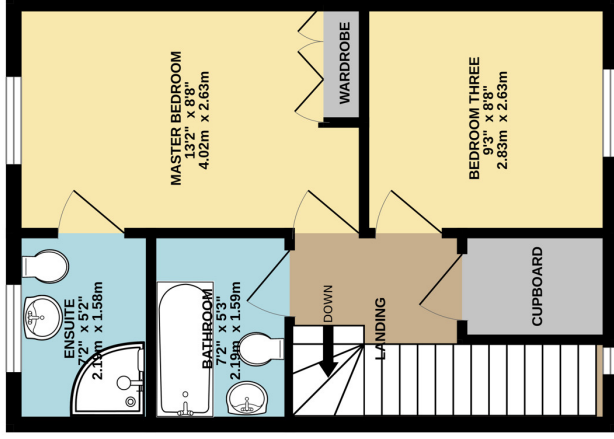 MASTER BEDROOM
13'2" x 8'8"
4.02m x 2.63m
WARDROBE
BEDROOM THREE
9'3" x 8'8"
2.83m x 2.63m
ENSUITE
7'2" x 5'2"
2.19m x 1.58m
BATHROOM
7'2" x 5'3"
2.19m x 1.59m
DOWN
LANDING
CUPBOARD